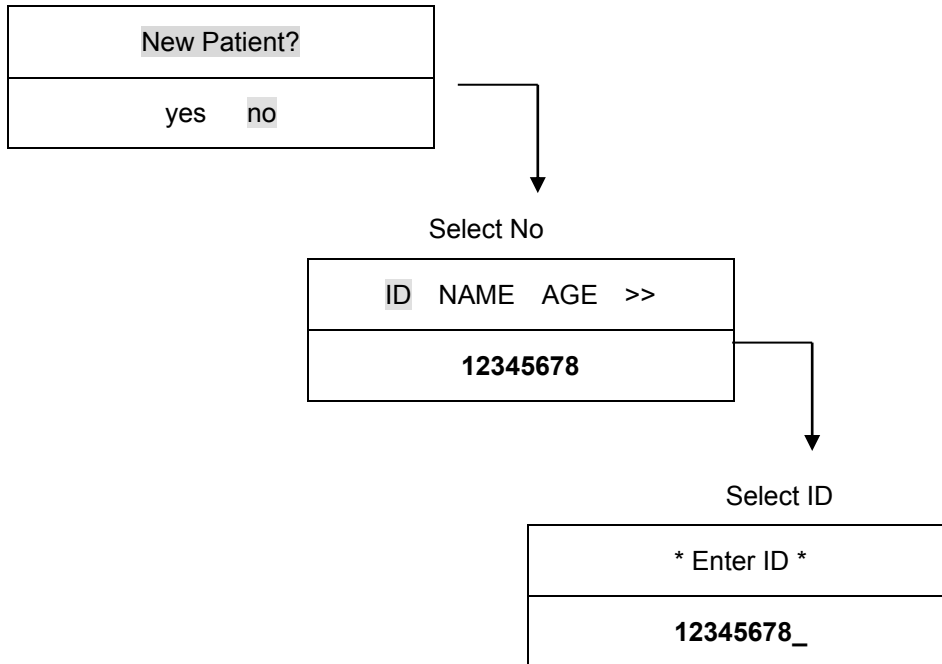 New Patient?
yes no
Select No
ID NAME AGE >>
12345678
Select ID
* Enter ID *
12345678_